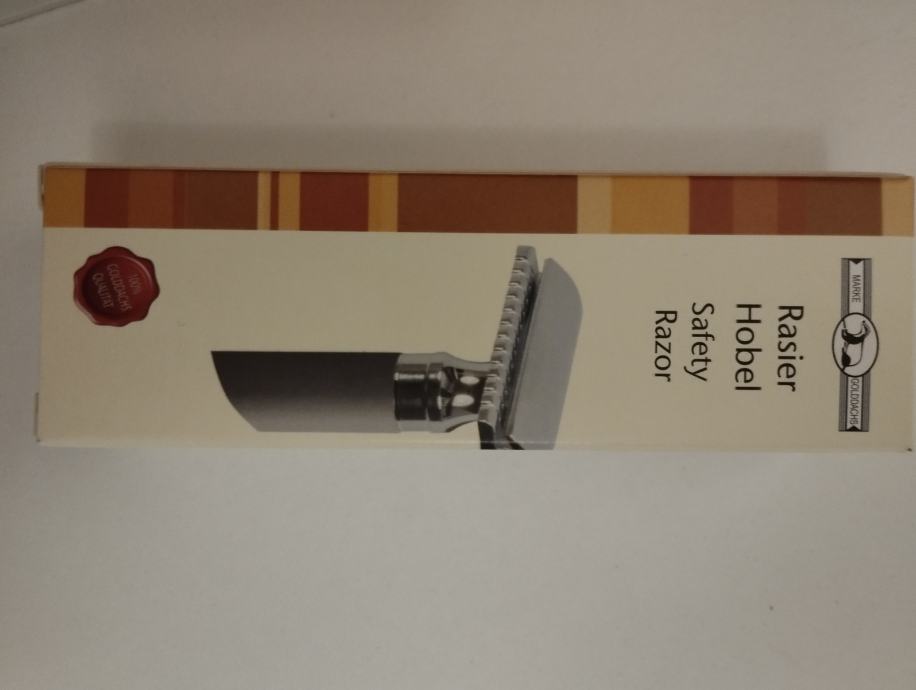 MARKE GOLDDACHS
Rasier
Hobel
Safety
Razor
100%
GOLDDACHS
QUALITÄT